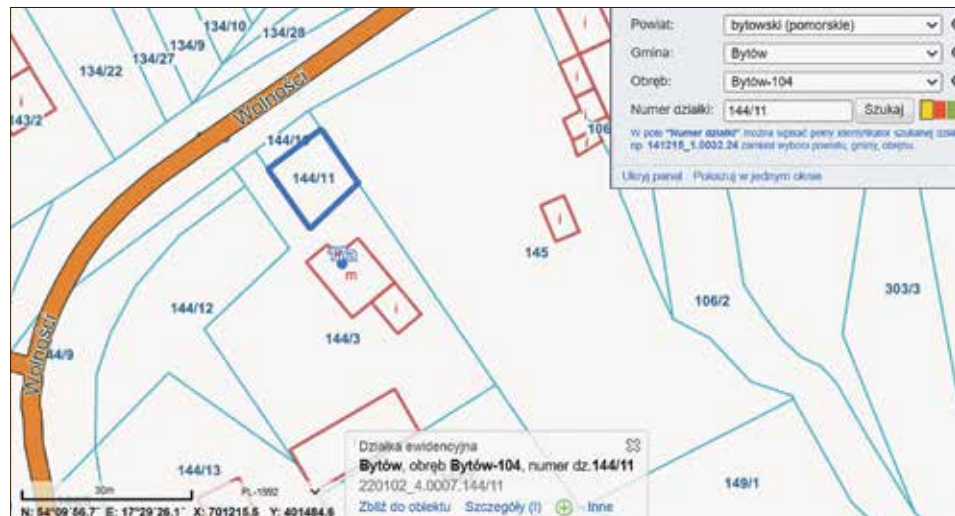 134/10
134/9
134/28
134/27
134/22
Wolności
i
143/2
144/11
106
m
i
i
145
144/12
144/3
106/2
303/3
Wolności
44/9
144/13
149/1
30m
PL-1992
N: 54°09'56.7" E: 17°29'26.1" X: 701215.5 Y: 401484.6
Powiat: bytowski (pomorskie)
Gmina: Bytów
Obręb: Bytów-104
Numer działki: 144/11 Szukaj
W pole "Numer działki" można wpisać pełny identyfikator szukanej dział
np. 141215_1.0032.24 zamiast wyboru powiatu, gminy, obrębu.
Ukryj panel Pokazuj w jednym oknie
Działka ewidencyjna
Bytów, obręb Bytów-104, numer dz.144/11
220102_4.0007.144/11
Zbliż do obiektu Szczegóły (I) Inne